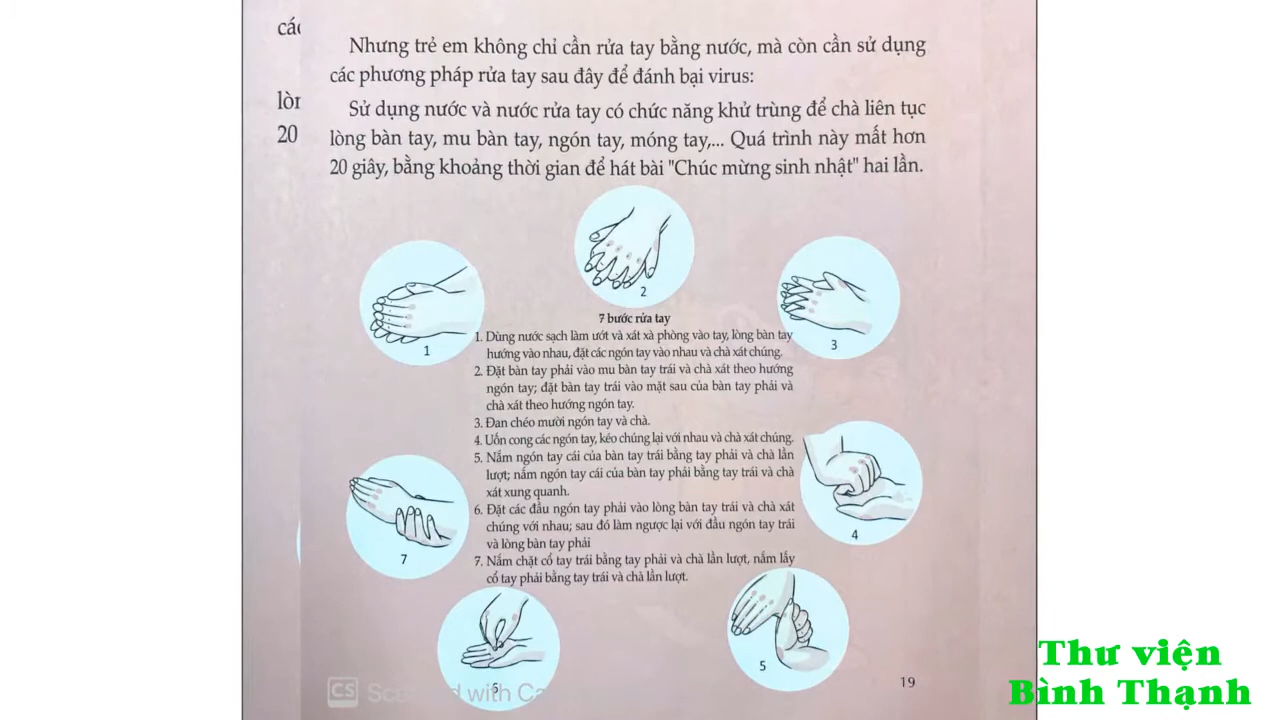 các
Nhưng trẻ em không chỉ cần rửa tay bằng nước, mà còn cần sử dụng
các phương pháp rửa tay sau đây để đánh bại virus:
lòn
20
Sử dụng nước và nước rửa tay có chức năng khử trùng để chà liên tục
lòng bàn tay, mu bàn tay, ngón tay, móng tay,... Quá trình này mất hơn
20 giây, bằng khoảng thời gian để hát bài "Chúc mừng sinh nhật" hai lần.
2
1
3
7 bước rửa tay
1. Dùng nước sạch làm ướt và xát xà phòng vào tay, lòng bàn tay
hướng vào nhau, đặt các ngón tay vào nhau và chà xát chúng.
2. Đặt bàn tay phải vào mu bàn tay trái và chà xát theo hướng
ngón tay; đặt bàn tay trái vào mặt sau của bàn tay phải và
chà xát theo hướng ngón tay.
3. Đan chéo mười ngón tay và chà.
4. Uốn cong các ngón tay, kéo chúng lại với nhau và chà xát chúng.
5. Nắm ngón tay cái của bàn tay trái bằng tay phải và chà lần
lượt; nắm ngón tay cái của bàn tay phải bằng tay trái và chà
xát xung quanh.
6. Đặt các đầu ngón tay phải vào lòng bàn tay trái và chà xát
chúng với nhau; sau đó làm ngược lại với đầu ngón tay trái
và lòng bàn tay phải
7. Nắm chặt cổ tay trái bằng tay phải và chà lần lượt, nắm lấy
cổ tay phải bằng tay trái và chà lần lượt.
4
7
5
6
19
CS
with
Thư viện
Bình Thạnh